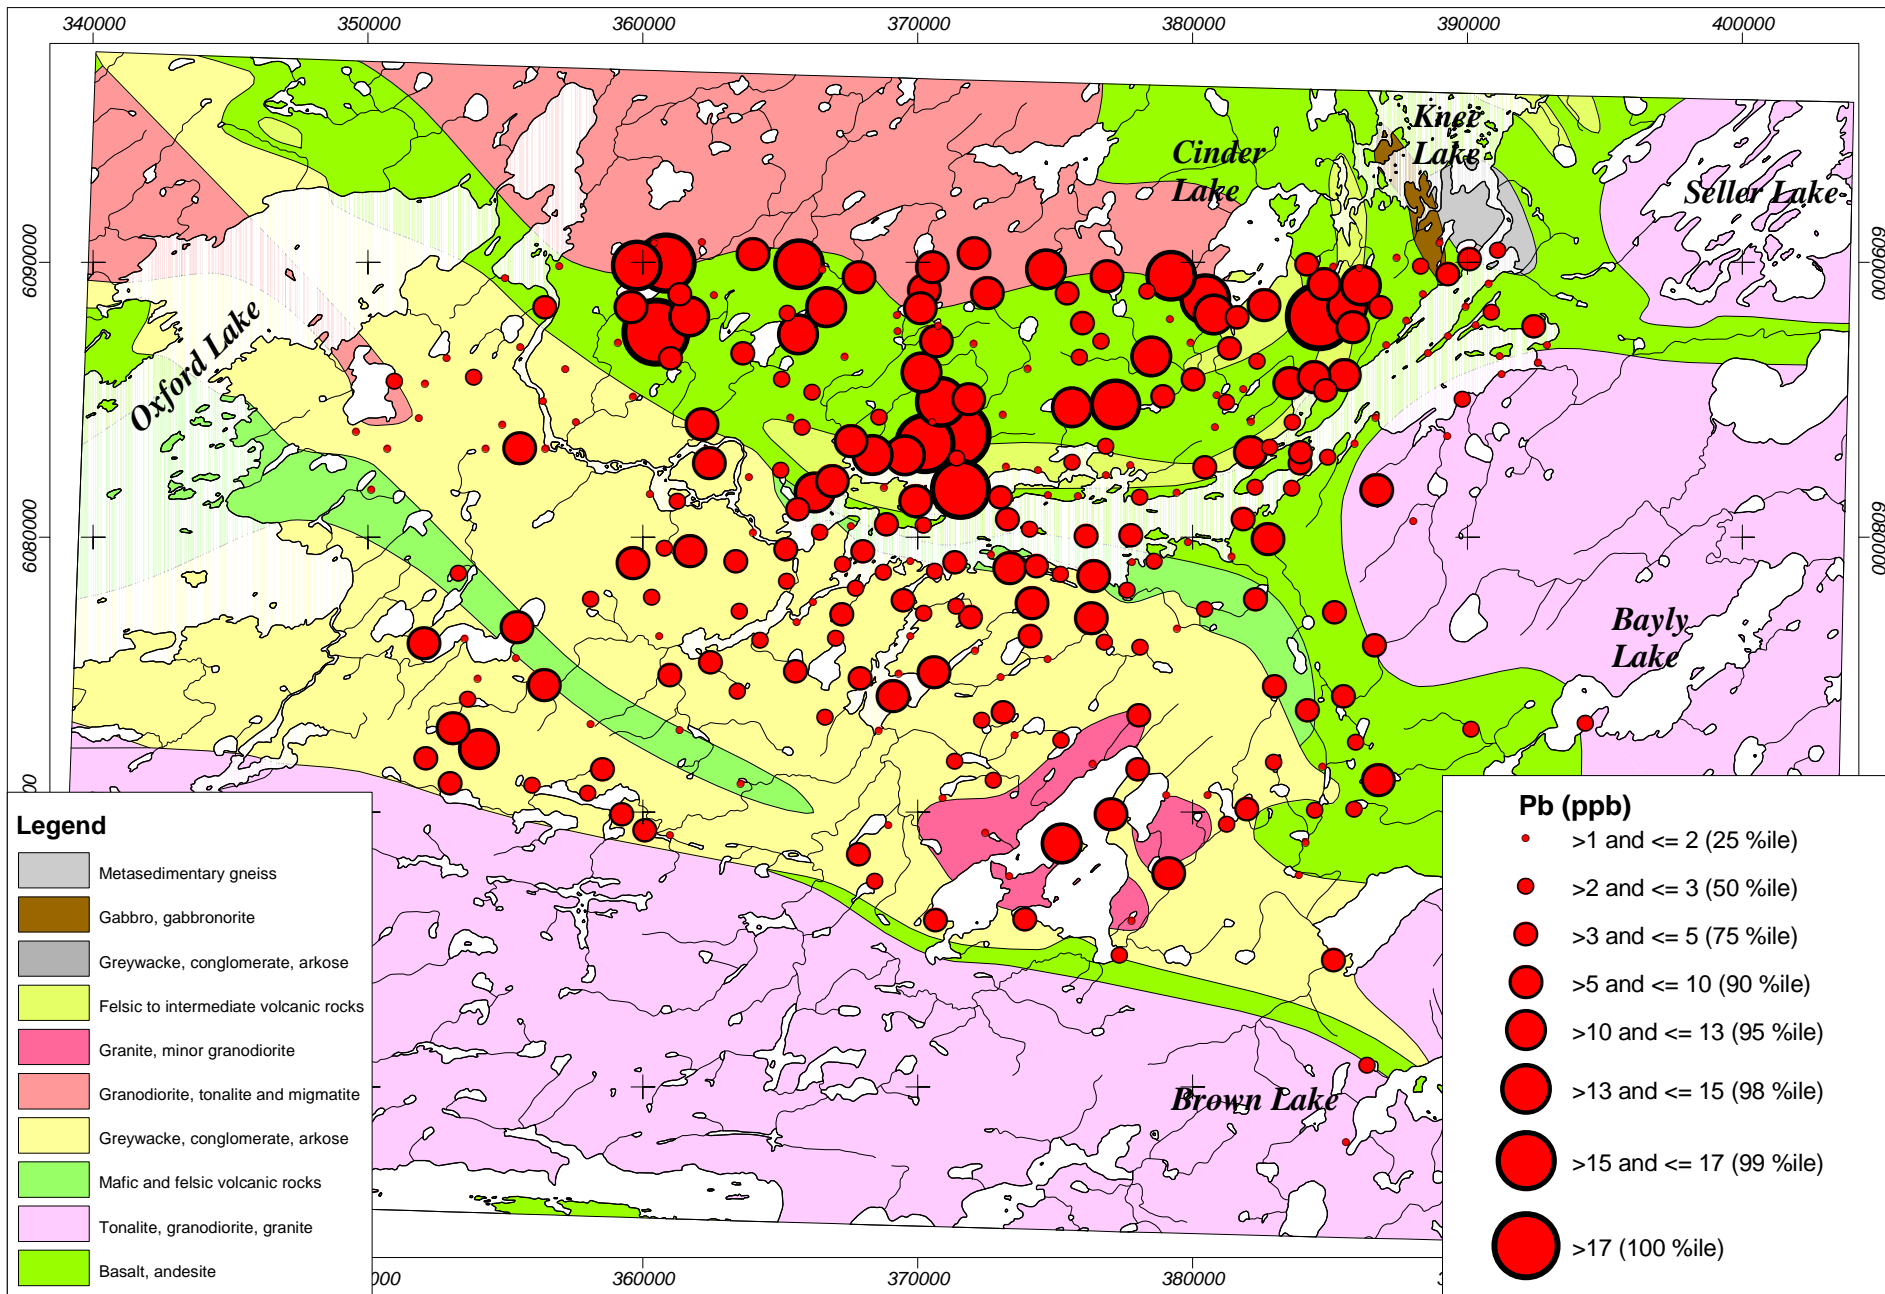 340000 350000 360000 370000 380000 390000 400000
Knee
Lake
Cinder
Lake
Seller Lake
6090000
6090000
Oxford Lake
6080000
6080000
Bayly
Lake
Brown Lake
Legend
Metasedimentary gneiss
Gabbro, gabbronorite
Greywacke, conglomerate, arkose
Felsic to intermediate volcanic rocks
Granite, minor granodiorite
Granodiorite, tonalite and migmatite
Greywacke, conglomerate, arkose
Mafic and felsic volcanic rocks
Tonalite, granodiorite, granite
Basalt, andesite
Pb (ppb)
>1 and <= 2 (25 %ile)
>2 and <= 3 (50 %ile)
>3 and <= 5 (75 %ile)
>5 and <= 10 (90 %ile)
>10 and <= 13 (95 %ile)
>13 and <= 15 (98 %ile)
>15 and <= 17 (99 %ile)
>17 (100 %ile)
360000 370000 380000